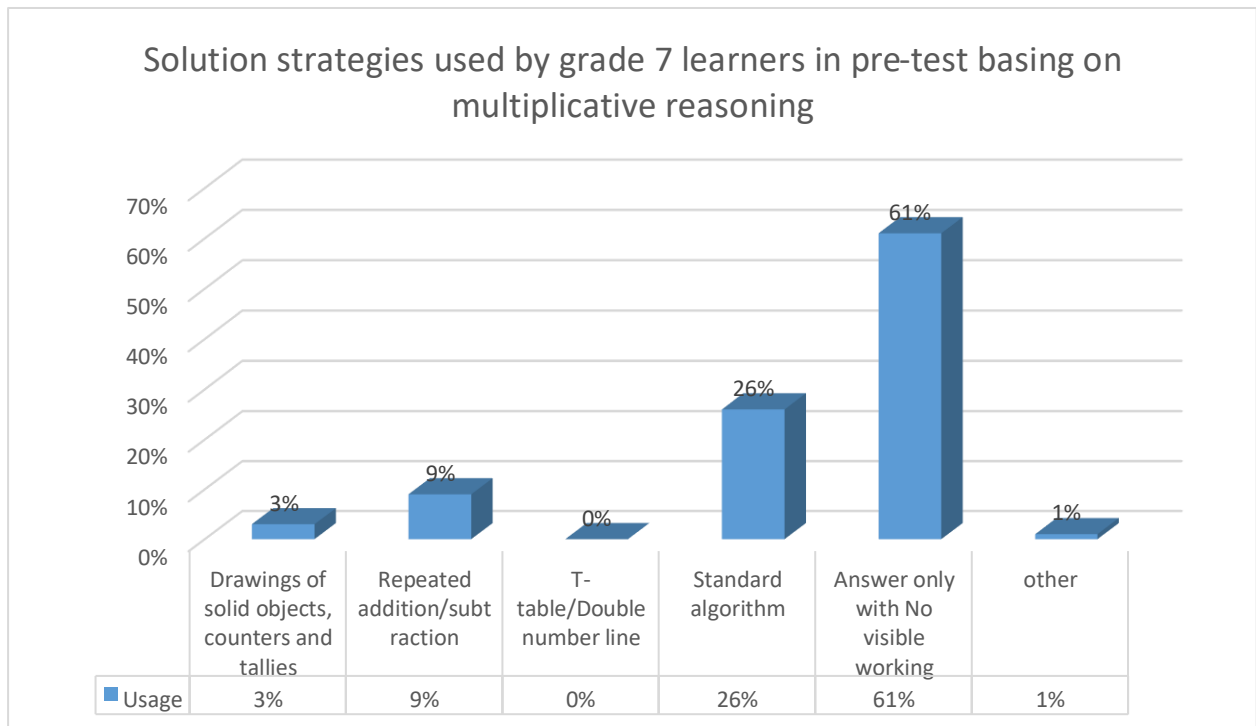 Solution strategies used by grade 7 learners in pre-test basing on
multiplicative reasoning
70%
60%
50%
40%
30%
20%
10%
0%
3%
9%
0%
26%
61%
1%
Drawings of
solid objects,
counters and
tallies
Repeated
addition/subt
raction
T-
table/Double
number line
Standard
algorithm
Answer only
with No
visible
working
other
Usage 3% 9% 0% 26% 61% 1%